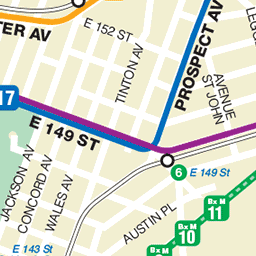 E 152 ST
TER AV
TINTON AV
PROSPECT AV
AVENUE
ST JOHN
17
E 149 ST
6
E 149 St
JACKSON AV
CONCORD AV
WALES AV
AUSTIN PL
Bx M
11
Bx M
10
E 143 St